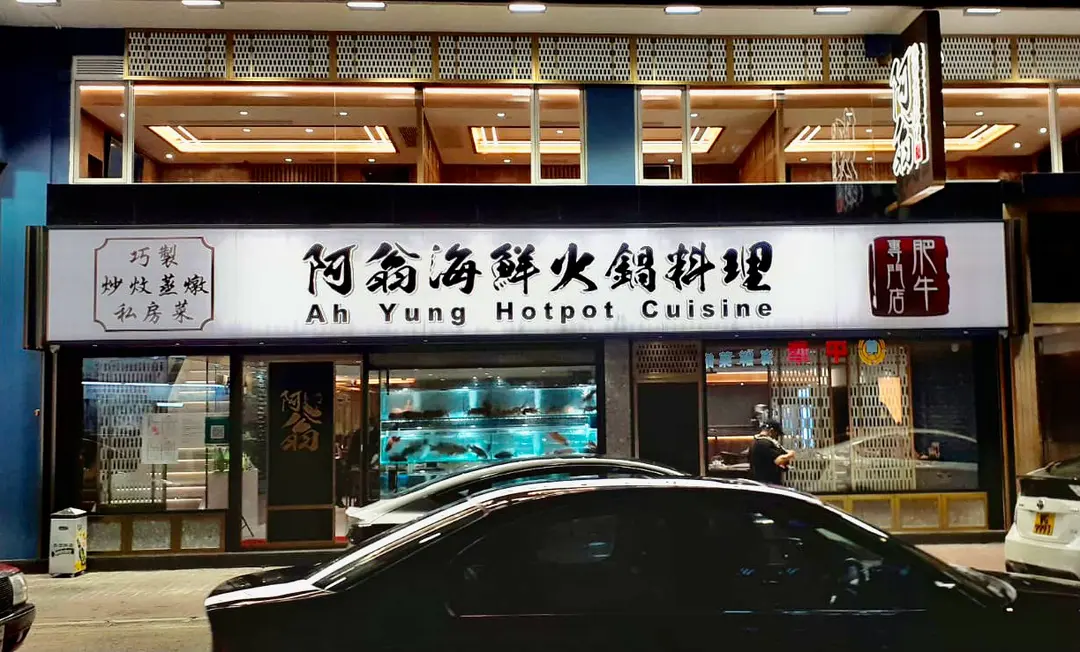 阿翁
巧製
炒炆蒸燉
私房菜
阿翁海鮮火鍋料理
Ah Yung Hotpot Cuisine
肥牛
專門店
阿翁